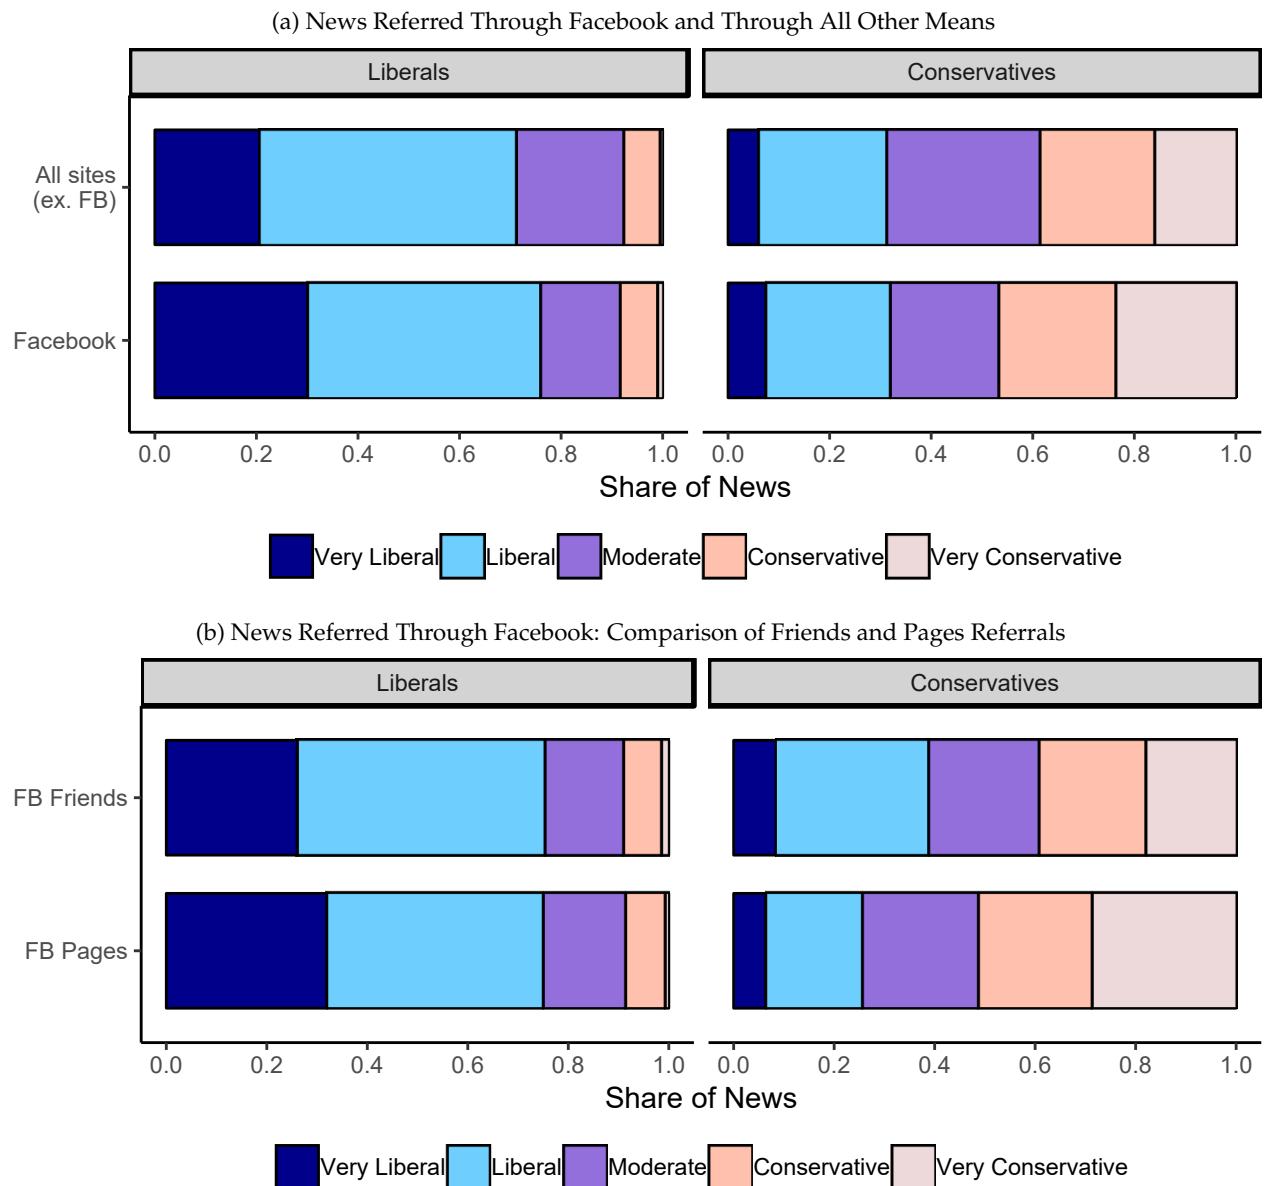 (a) News Referred Through Facebook and Through All Other Means
Liberals
Conservatives
All sites
(ex. FB)
Facebook
0.0 0.2 0.4 0.6 0.8 1.0
0.0 0.2 0.4 0.6 0.8 1.0
Share of News
Very Liberal Liberal Moderate Conservative Very Conservative
(b) News Referred Through Facebook: Comparison of Friends and Pages Referrals
Liberals
Conservatives
FB Friends
FB Pages
0.0 0.2 0.4 0.6 0.8 1.0
0.0 0.2 0.4 0.6 0.8 1.0
Share of News
Very Liberal Liberal Moderate Conservative Very Conservative